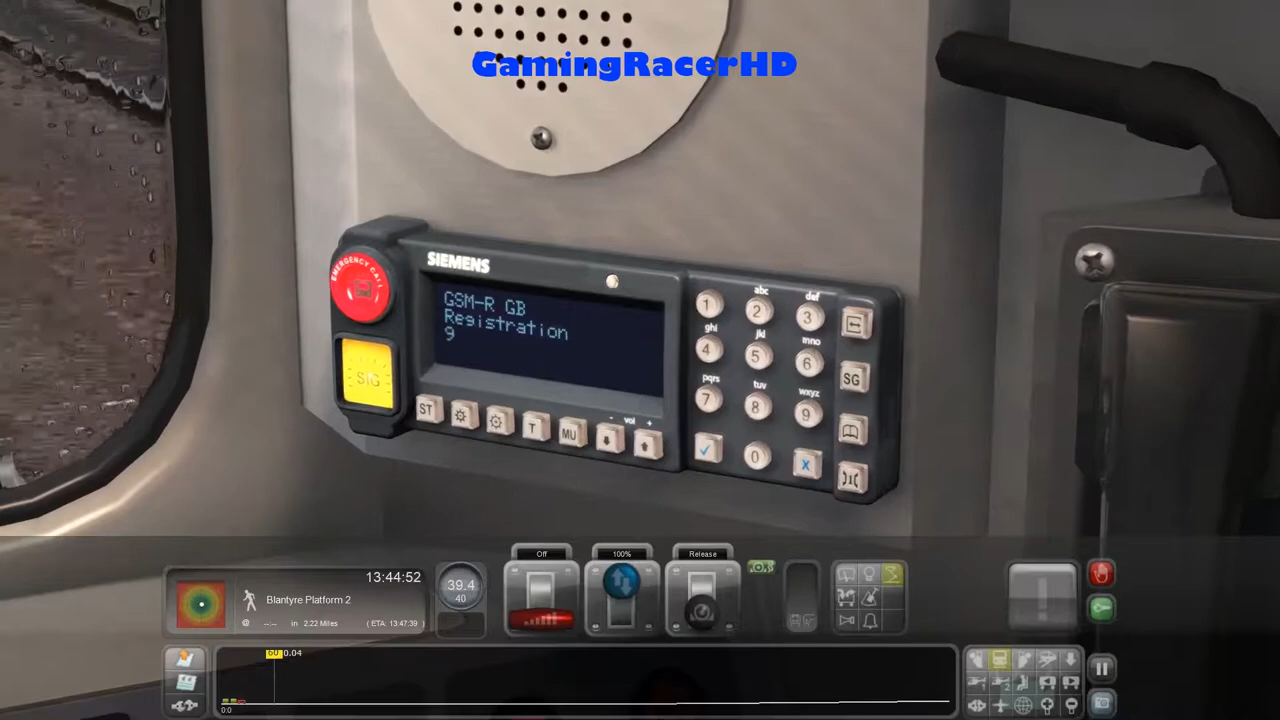 GamingRacerHD
EMERGENCY CALL
SIEMENS
GSM-R GB
Registration
9
SIG
ST
T
MU
- vol +
1
abc
2
def
3
ghi
4
jkl
5
mno
6
pqrs
7
tuv
8
wxyz
9
0
X
SG
Off
100%
Release
13:44:52
Blantyre Platform 2
@ --:-- in 2.22 Miles ( ETA: 13:47:39 )
39.4
40
60 0.04
0:0